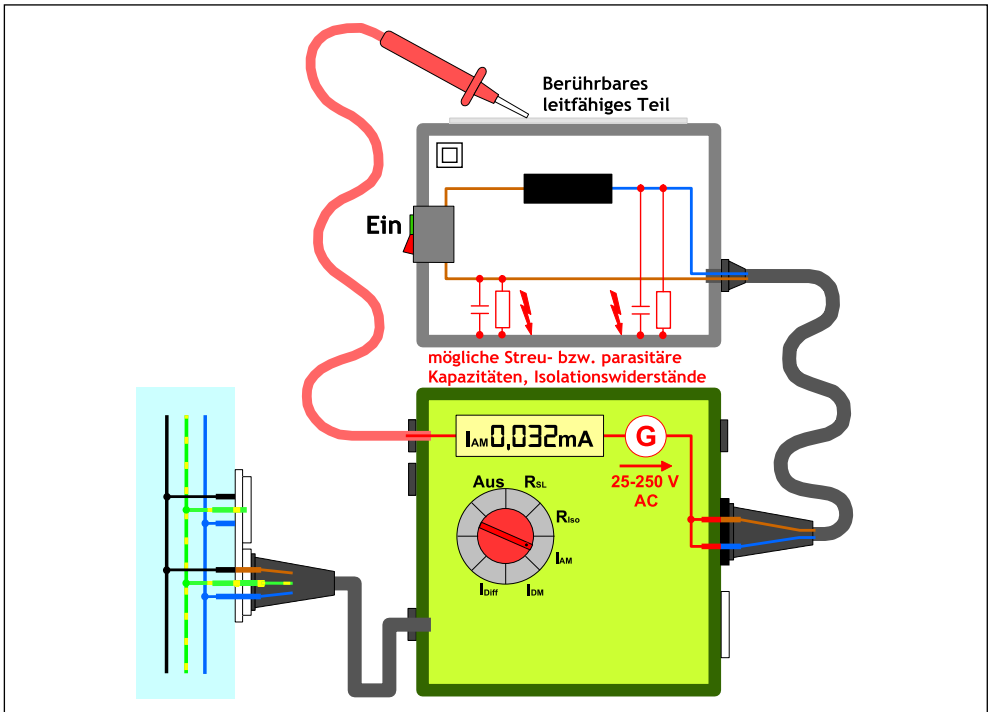 Berührbares
leitfähiges Teil
Ein
mögliche Streu- bzw. parasitäre
Kapazitäten, Isolationswiderstände
IAM 0,032mA
G
25-250 V
AC
Aus
RSL
RIso
IAM
IDM
IDiff